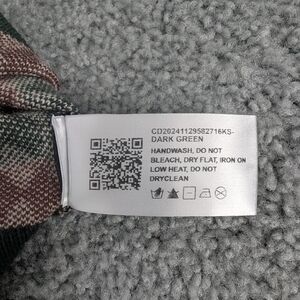 CD20241129582716KS-
DARK GREEN
HANDWASH, DO NOT
BLEACH, DRY FLAT, IRON ON
LOW HEAT, DO NOT
DRYCLEAN